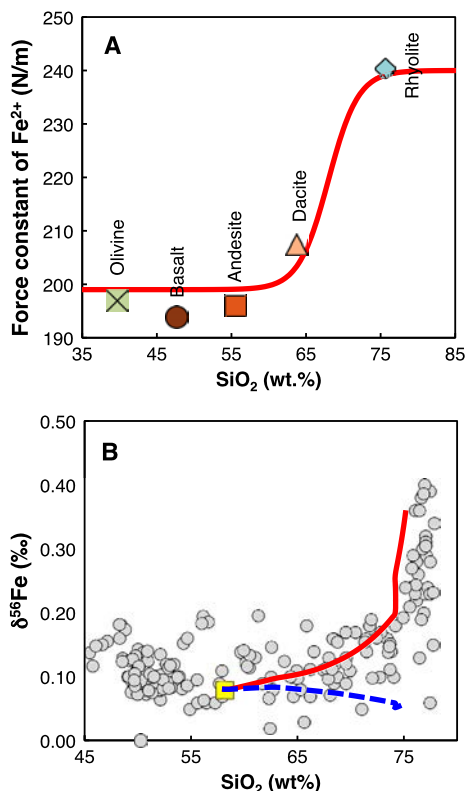 A
250
240
230
220
210
200
190
Force constant of Fe²⁺ (N/m)
Olivine
Basalt
Andesite
Dacite
Rhyolite
35 45 55 65 75 85
SiO₂ (wt.%)
B
0.50
0.40
0.30
0.20
0.10
0.00
δ⁵⁶Fe (‰)
45 55 65 75
SiO₂ (wt%)